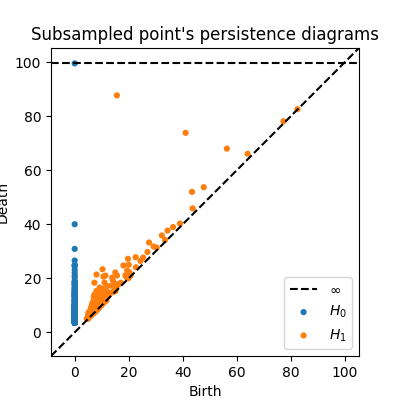 Subsampled point's persistence diagrams
100
80
60
40
20
0
Death
0 20 40 60 80 100
Birth
∞
H₀
H₁